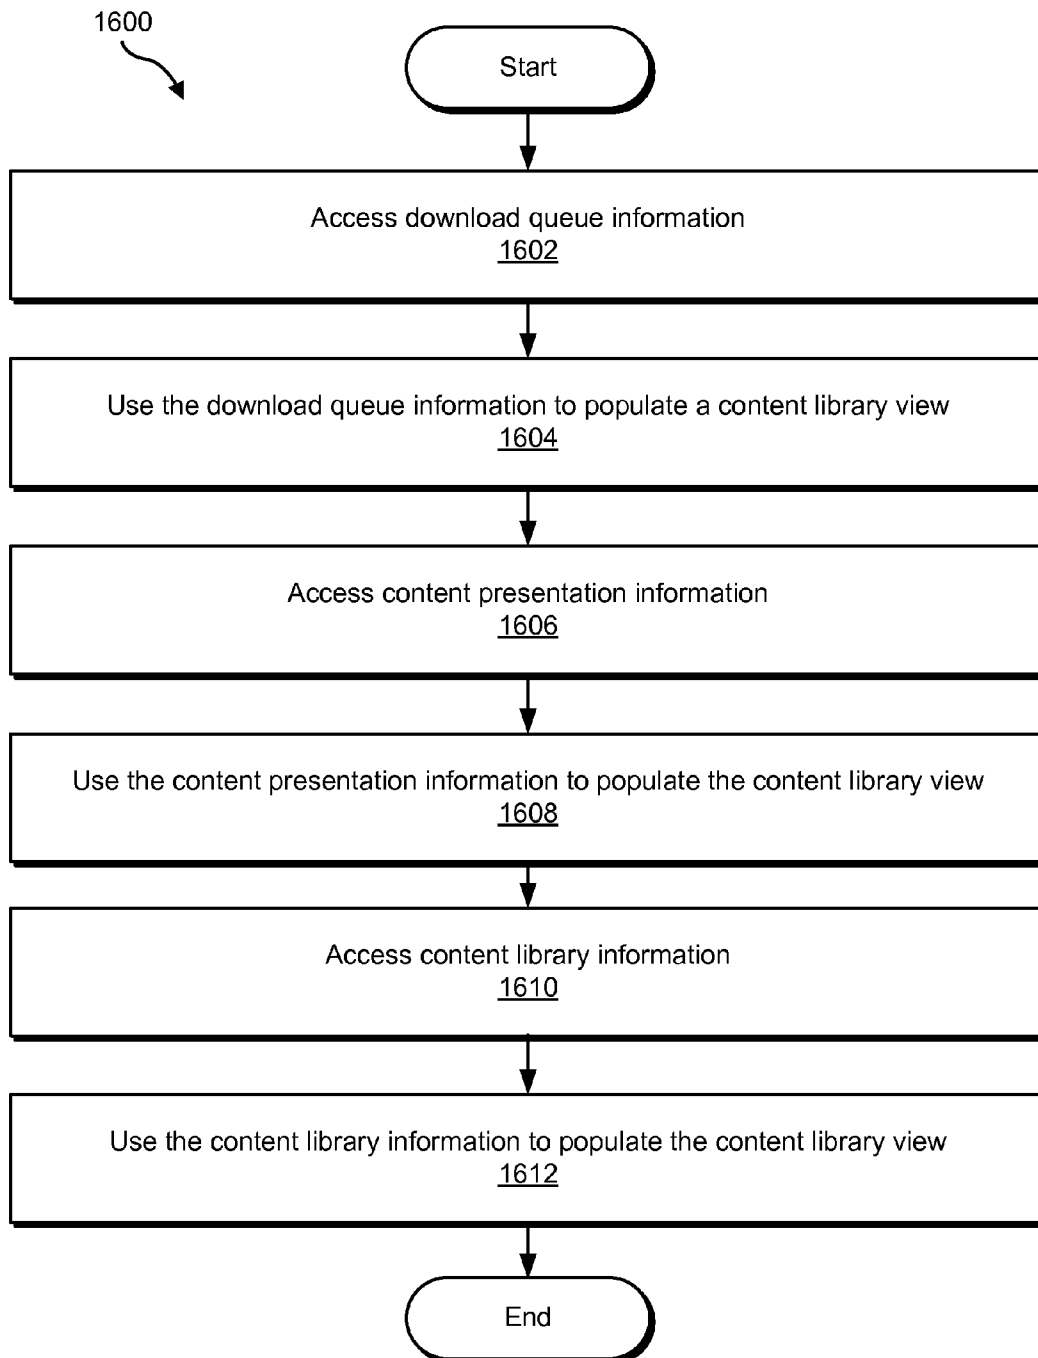 1600
Start
Access download queue information
1602
Use the download queue information to populate a content library view
1604
Access content presentation information
1606
Use the content presentation information to populate the content library view
1608
Access content library information
1610
Use the content library information to populate the content library view
1612
End